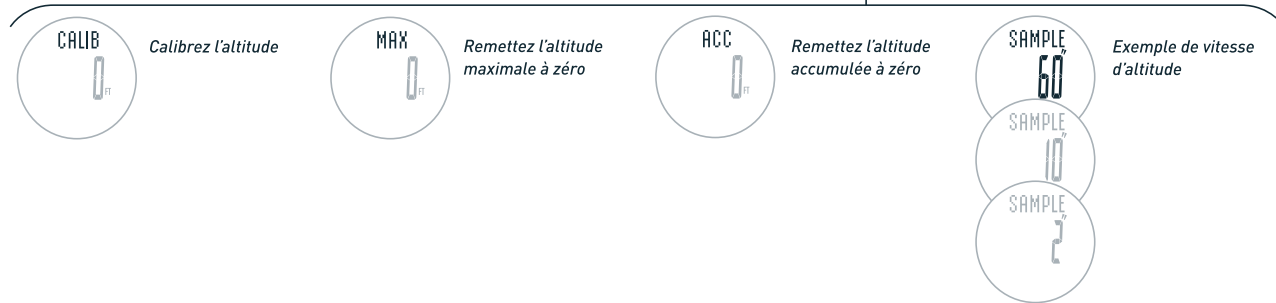 CALIB
0 FT
Calibrez l'altitude
MAX
0 FT
Remettez l'altitude
maximale à zéro
ACC
0 FT
Remettez l'altitude
accumulée à zéro
SAMPLE
60"
Exemple de vitesse
d'altitude
SAMPLE
10"
SAMPLE
2"